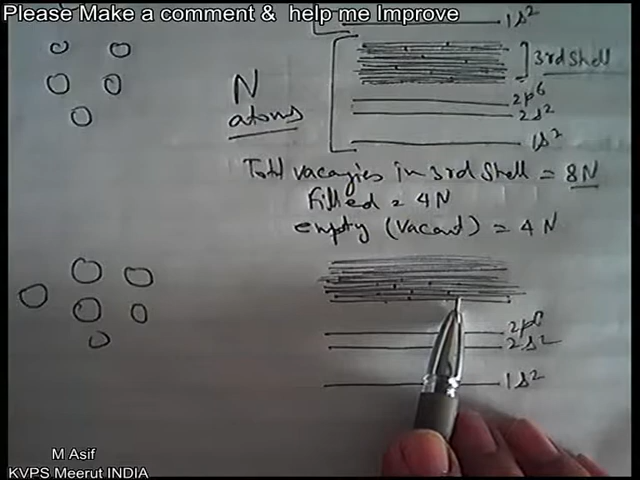 Please Make a comment & help me Improve
1s²
3rd Shell
N
atoms
2p⁶
2s²
1s²
Total vacancies in 3rd Shell = 8N
Filled = 4N
empty (vacant) = 4N
2p⁶
2s²
1s²
M Asif
KVPS Meerut INDIA